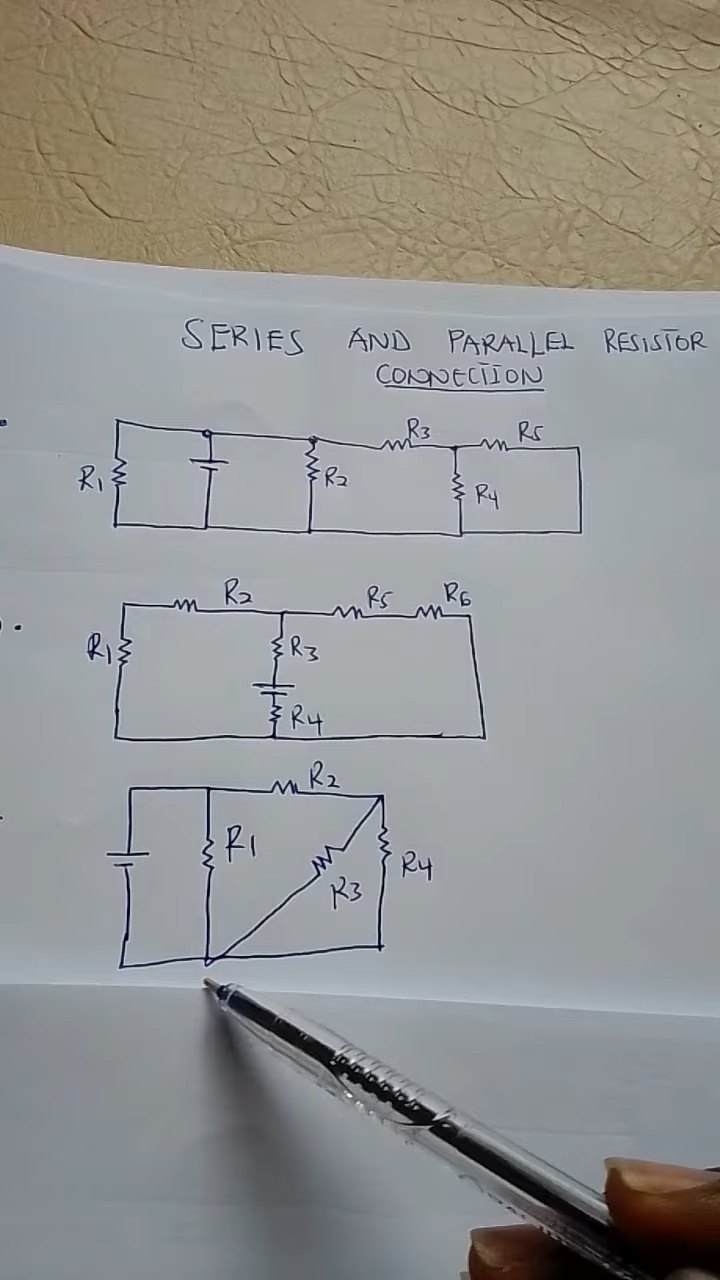 SERIES AND PARALLEL RESISTOR
CONNECTION
R3 R5
R1 R2 R4
R2 R5 R6
R1 R3
R4
R2
R1 R3 R4